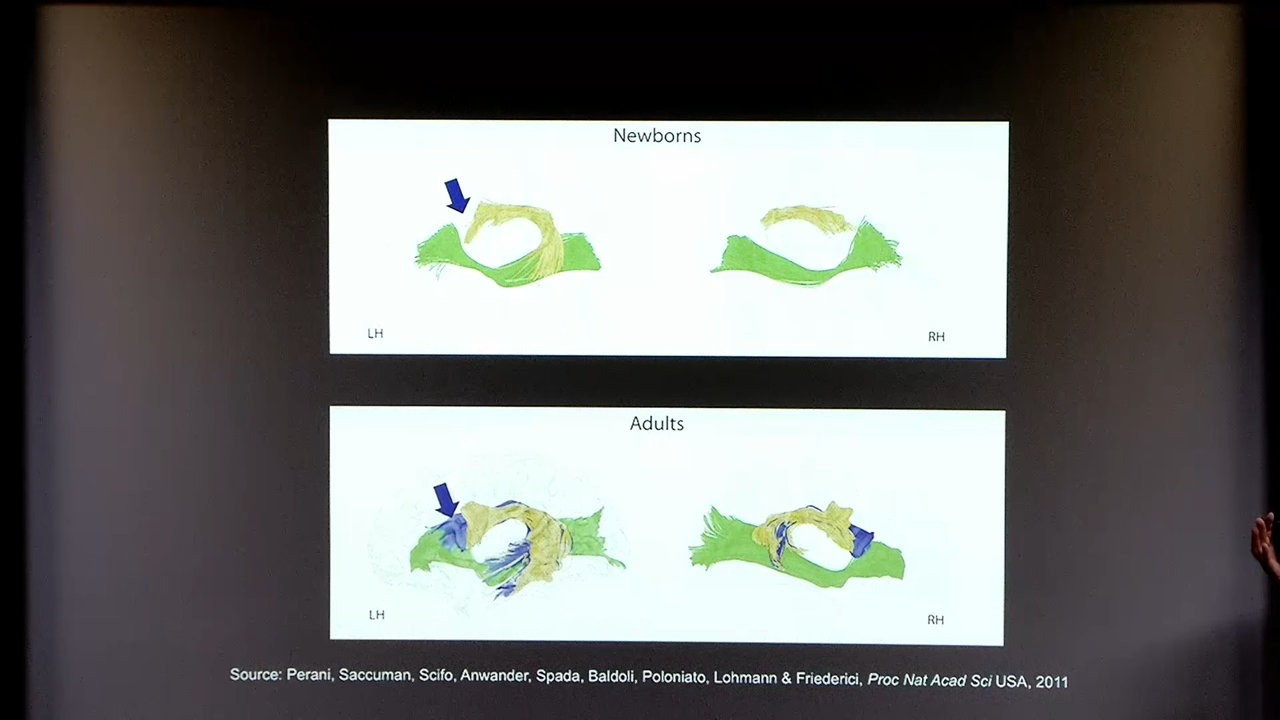 Newborns
LH
RH
Adults
LH
RH
Source: Perani, Saccuman, Scifo, Anwander, Spada, Baldoli, Poloniato, Lohmann & Friederici, Proc Nat Acad Sci USA, 2011